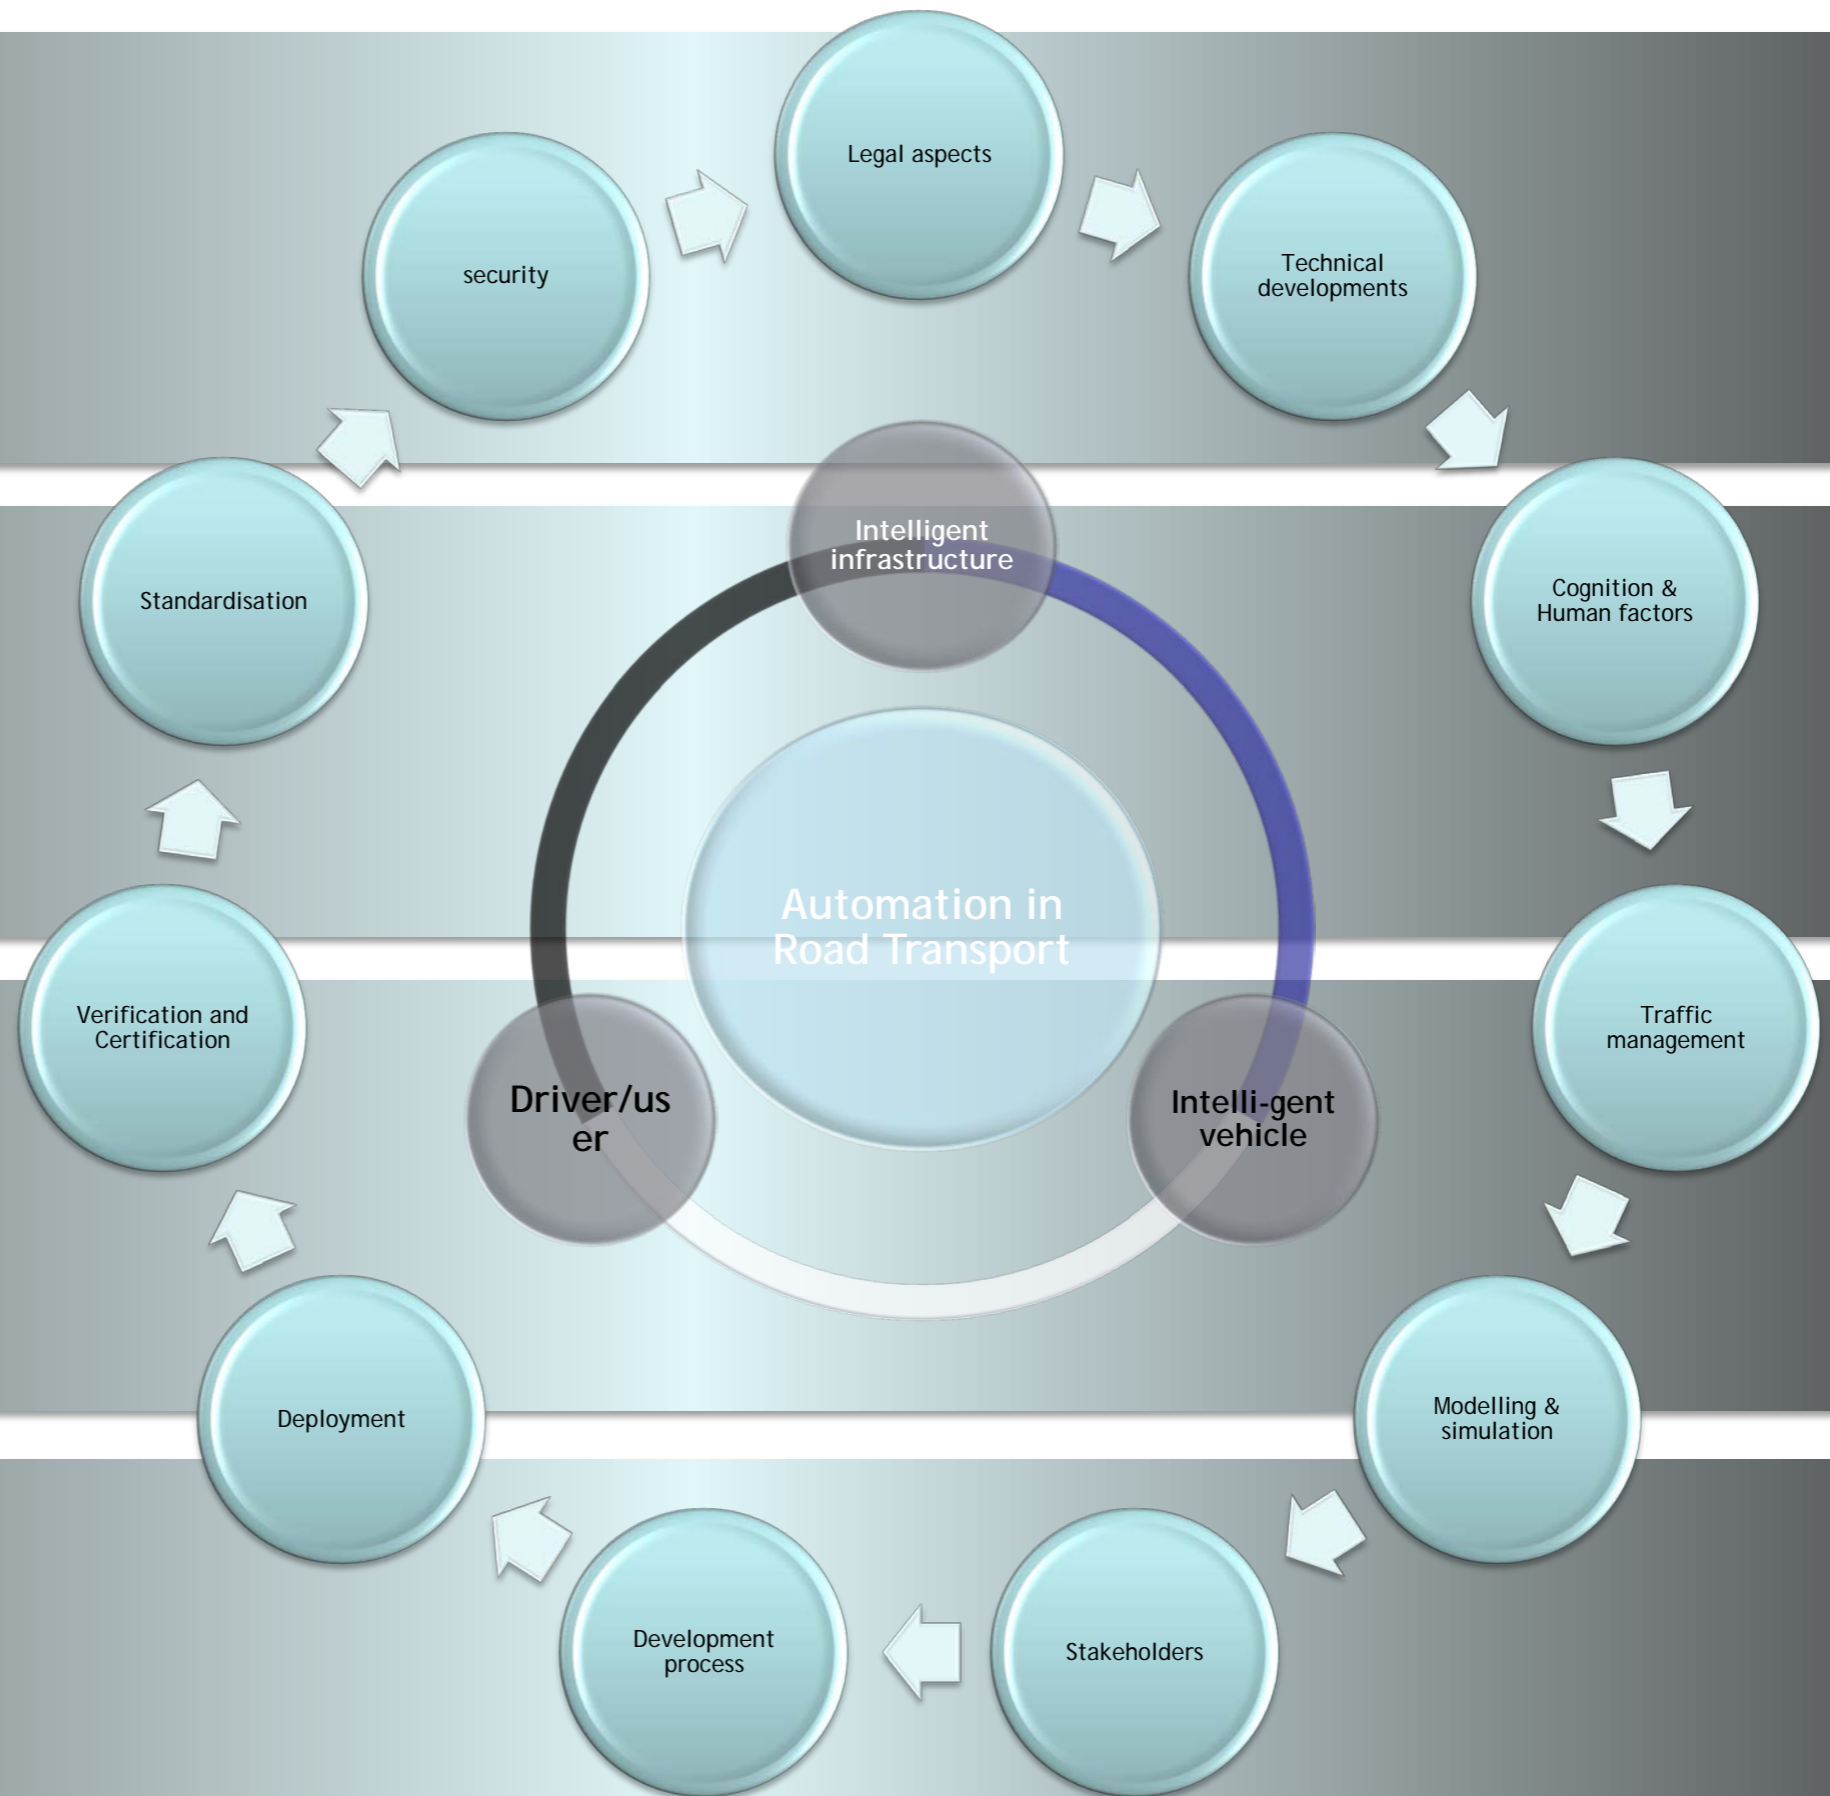 Legal aspects
Technical
developments
Cognition &
Human factors
Traffic
management
Modelling &
simulation
Stakeholders
Development
process
Deployment
Verification and
Certification
Standardisation
security
Intelligent
infrastructure
Intelli-gent
vehicle
Driver/us
er
Automation in
Road Transport